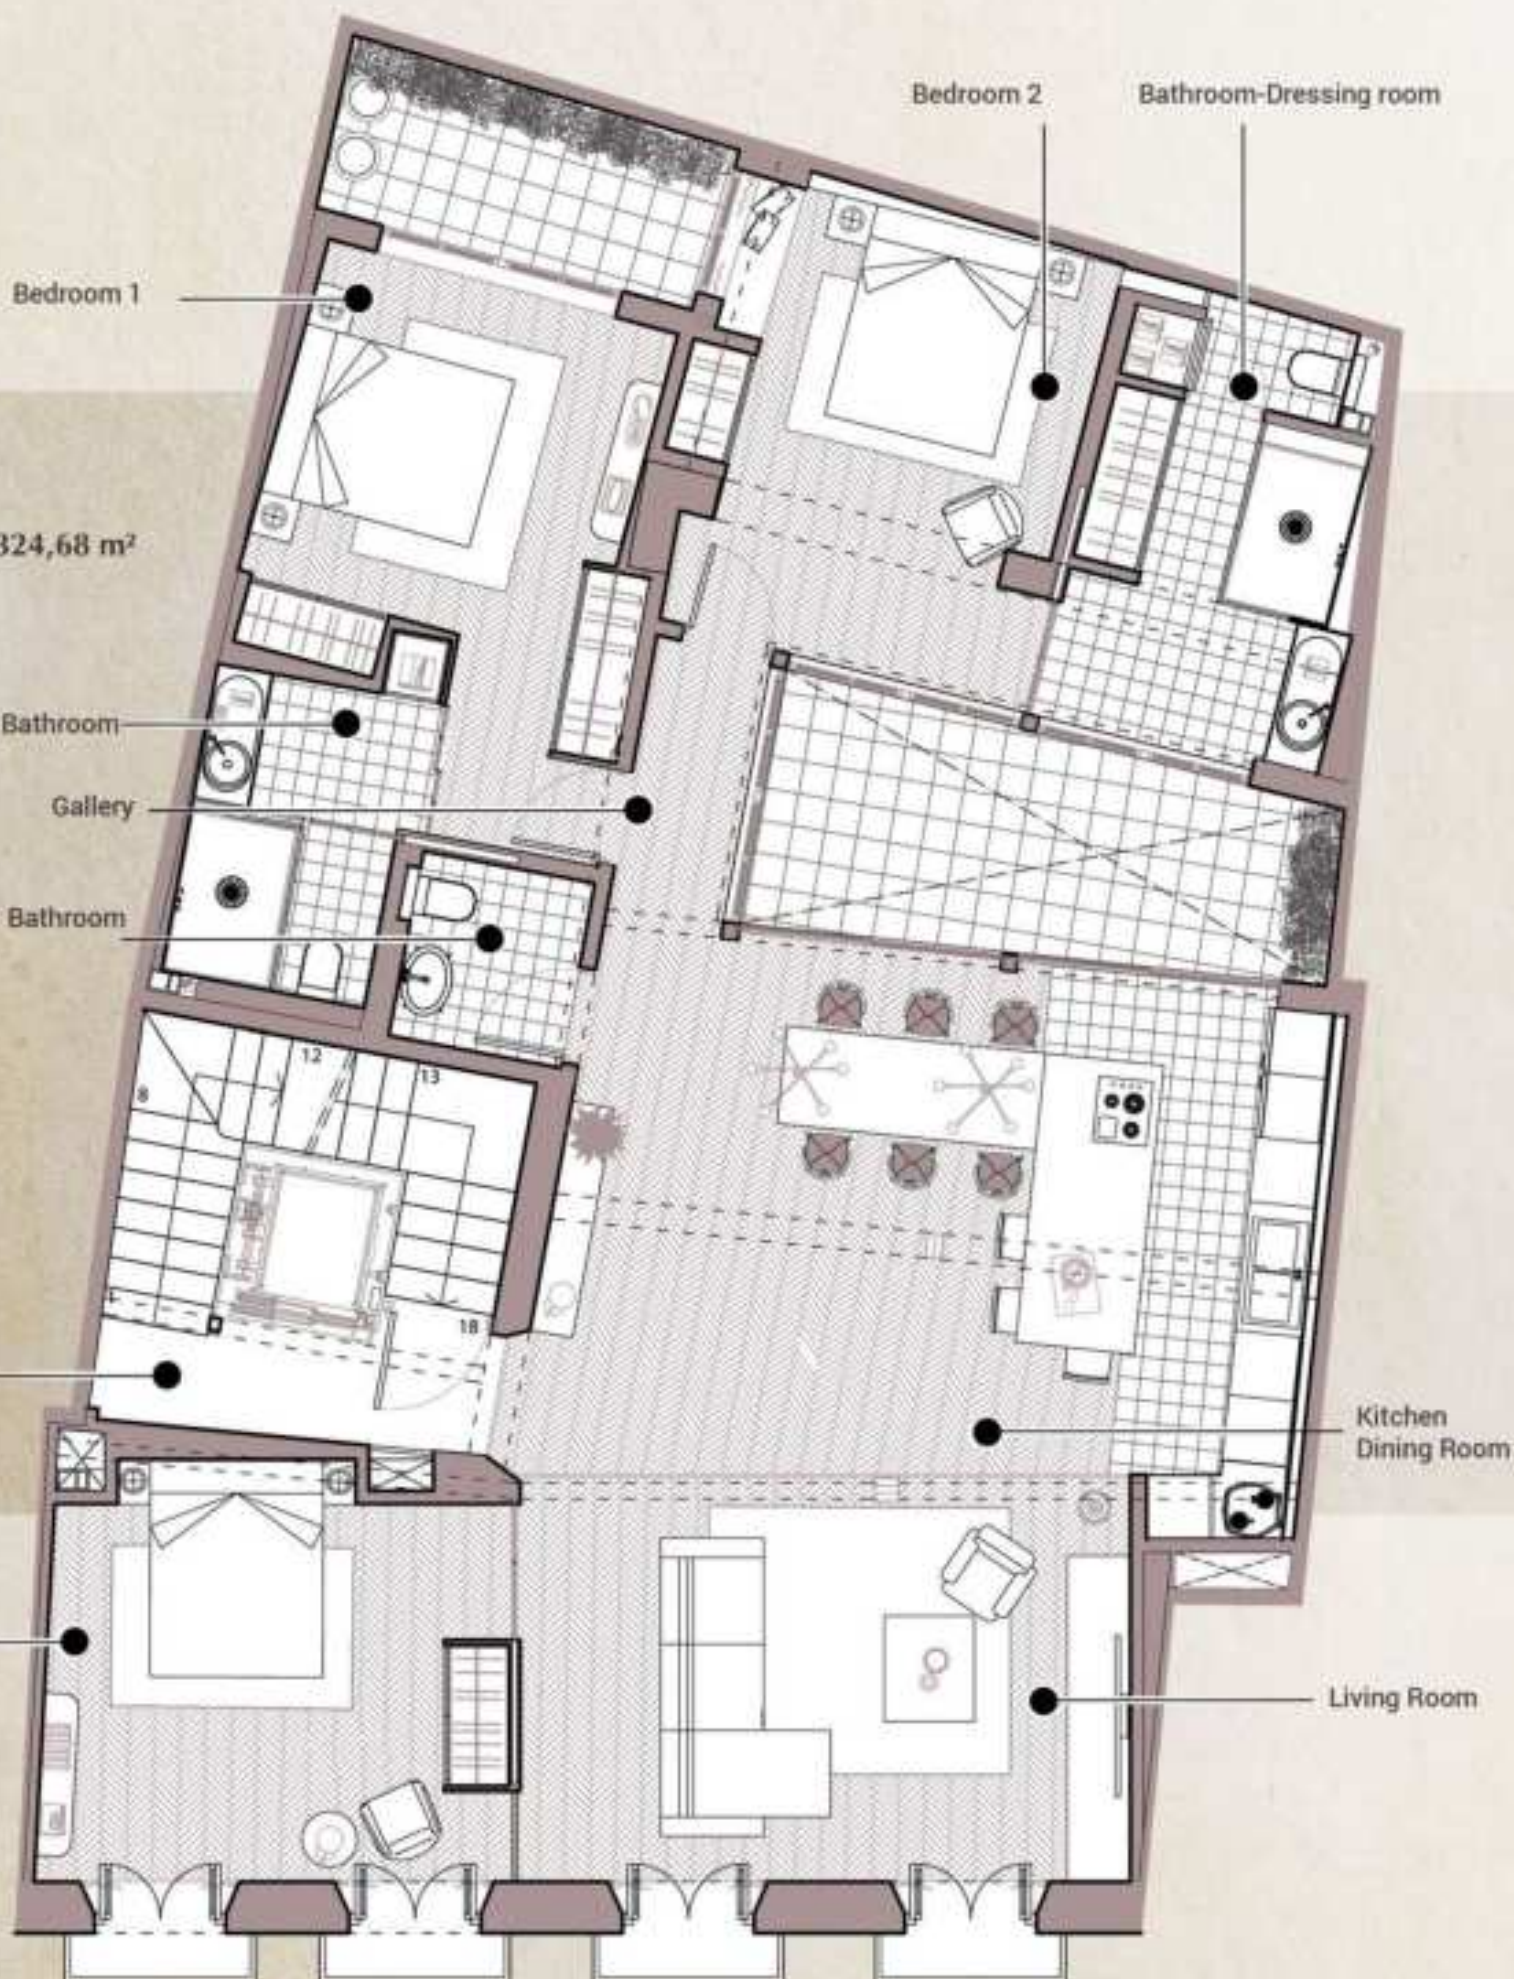 Bedroom 2
Bathroom-Dressing room
Bedroom 1
324,68 m²
Bathroom
Gallery
Bathroom
12
13
8
18
Kitchen
Dining Room
Living Room